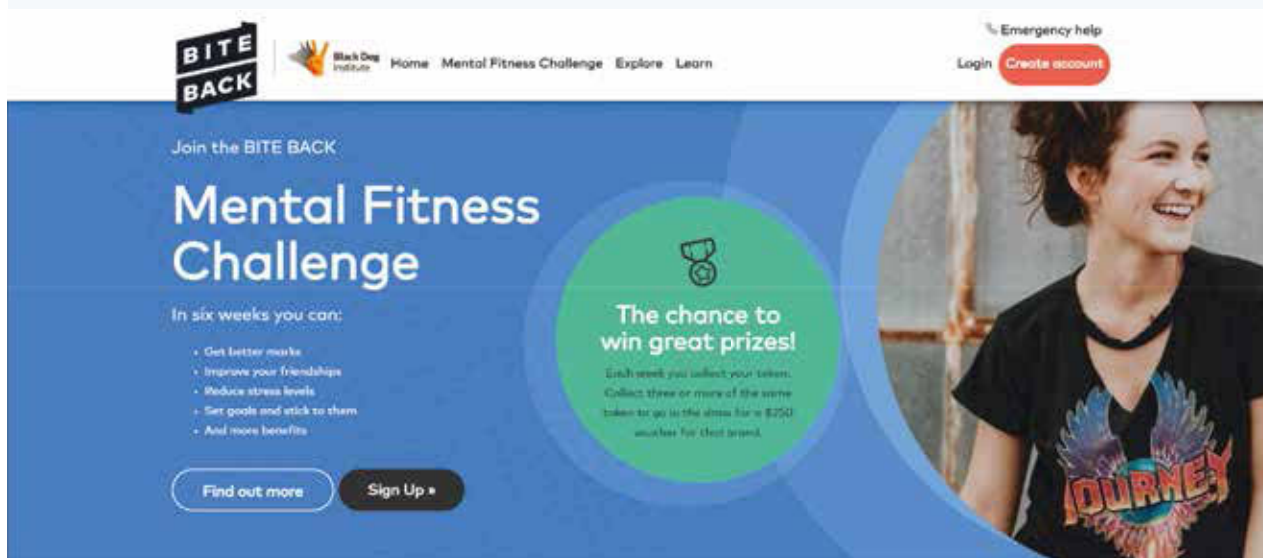 BITE
BACK
Black Dog
Institute
Home Mental Fitness Challenge Explore Learn
Emergency help
Login Create account
Join the BITE BACK
Mental Fitness
Challenge
In six weeks you can:
• Get better marks
• Improve your friendships
• Reduce stress levels
• Set goals and stick to them
• And more benefits
Find out more
Sign Up »
The chance to
win great prizes!
Each week you collect your token.
Collect three or more of the same
token to go in the draw for a $250
voucher for that brand.
JOURNEY